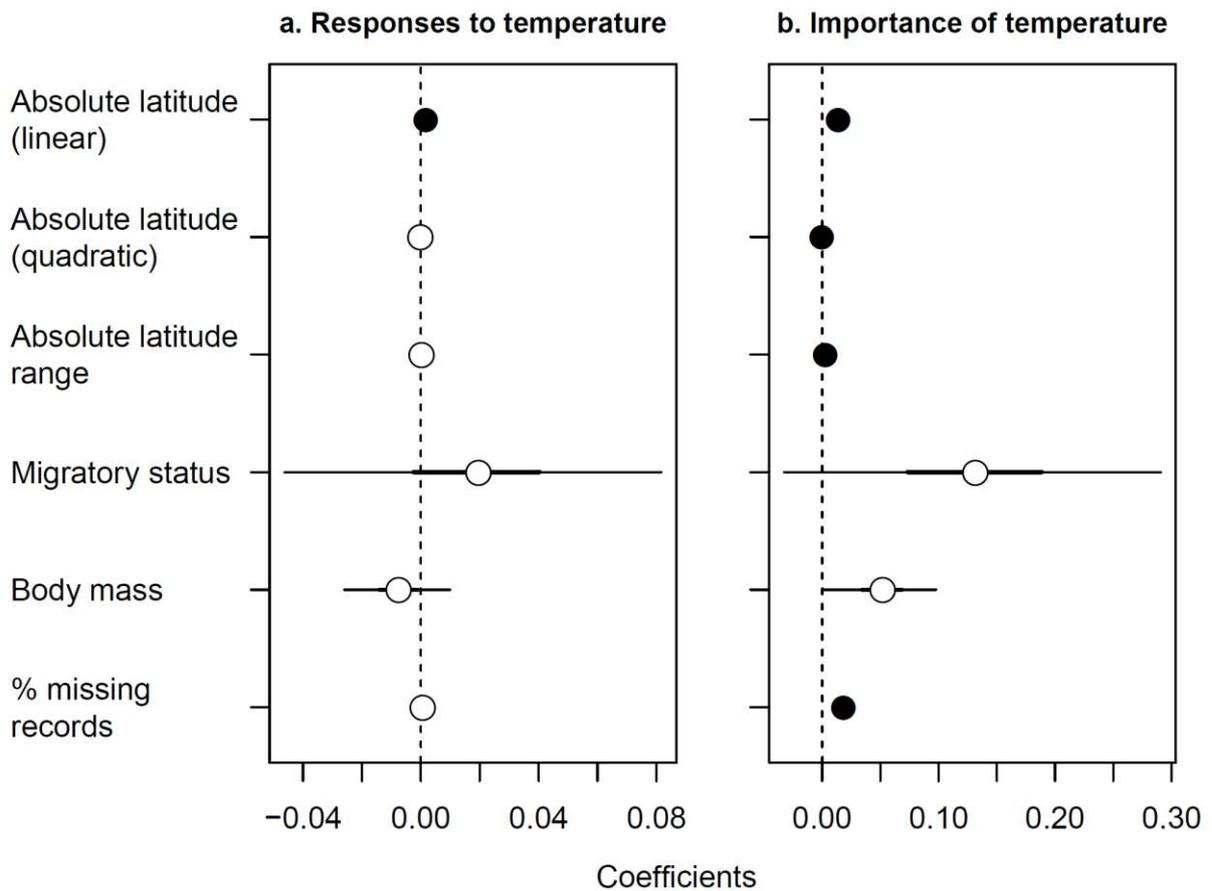 a. Responses to temperature
b. Importance of temperature
Absolute latitude
(linear)
Absolute latitude
(quadratic)
Absolute latitude
range
Migratory status
Body mass
% missing
records
−0.04 0.00 0.04 0.08
0.00 0.10 0.20 0.30
Coefficients